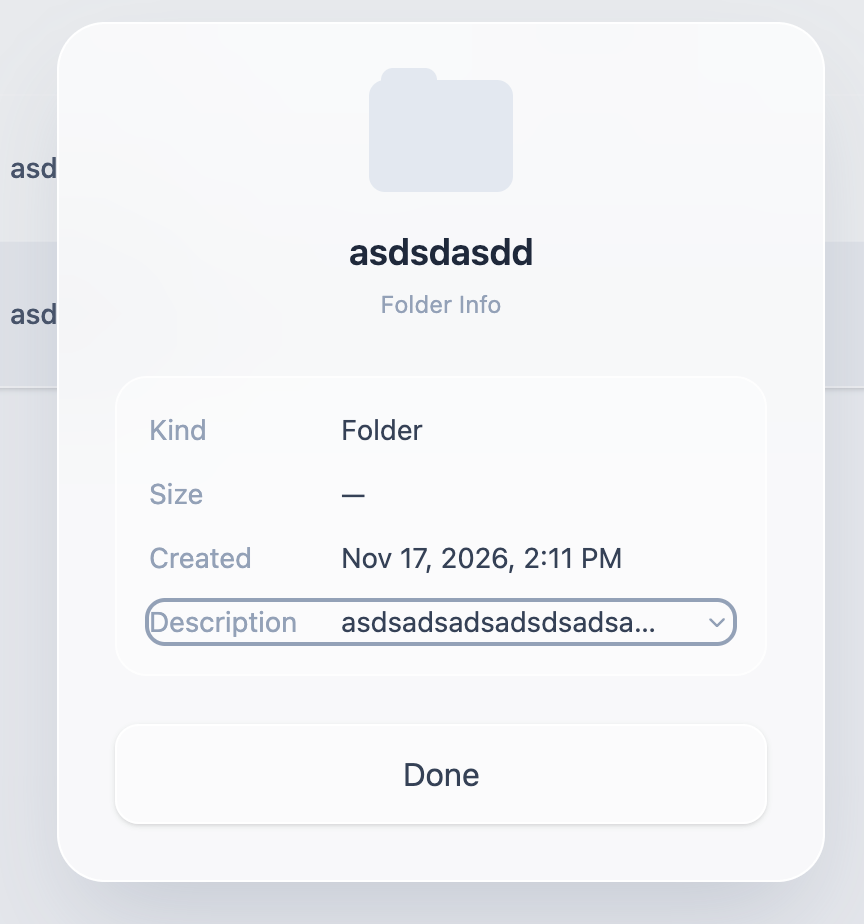 asdsdasdd
Folder Info
asd
asd
Kind Folder
Size —
Created Nov 17, 2026, 2:11 PM
Description asdsadsadsadsdsadsa...
Done